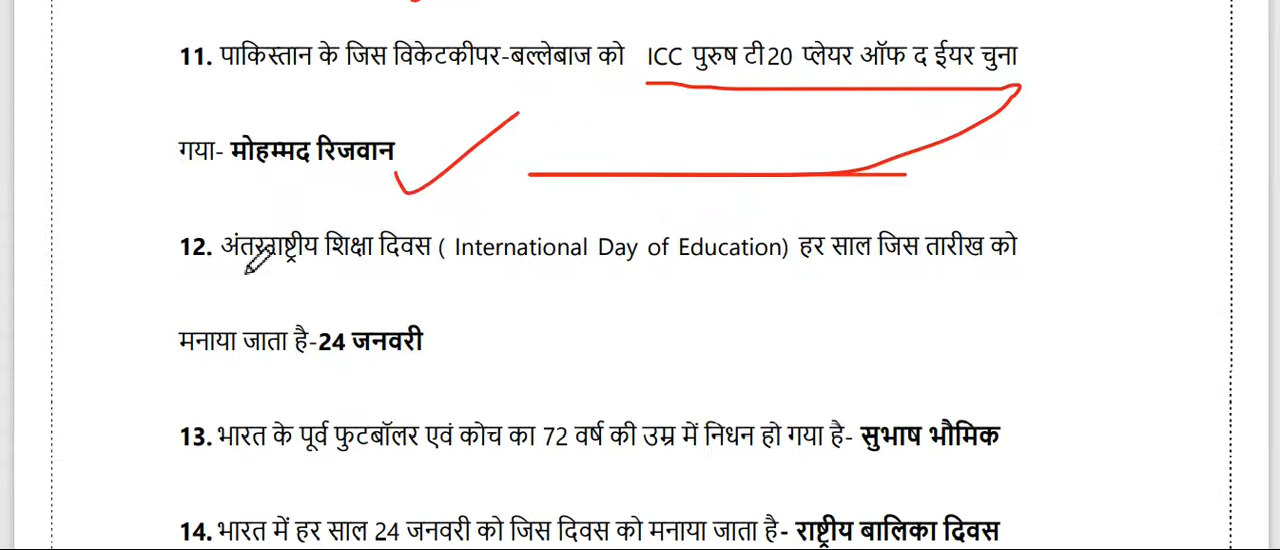 11. पाकिस्तान के जिस विकेटकीपर-बल्लेबाज को ICC पुरुष टी20 प्लेयर ऑफ द ईयर चुना
गया- मोहम्मद रिजवान
12. अंतरराष्ट्रीय शिक्षा दिवस ( International Day of Education) हर साल जिस तारीख को
मनाया जाता है-24 जनवरी
13. भारत के पूर्व फुटबॉलर एवं कोच का 72 वर्ष की उम्र में निधन हो गया है- सुभाष भौमिक
14. भारत में हर साल 24 जनवरी को जिस दिवस को मनाया जाता है- राष्ट्रीय बालिका दिवस